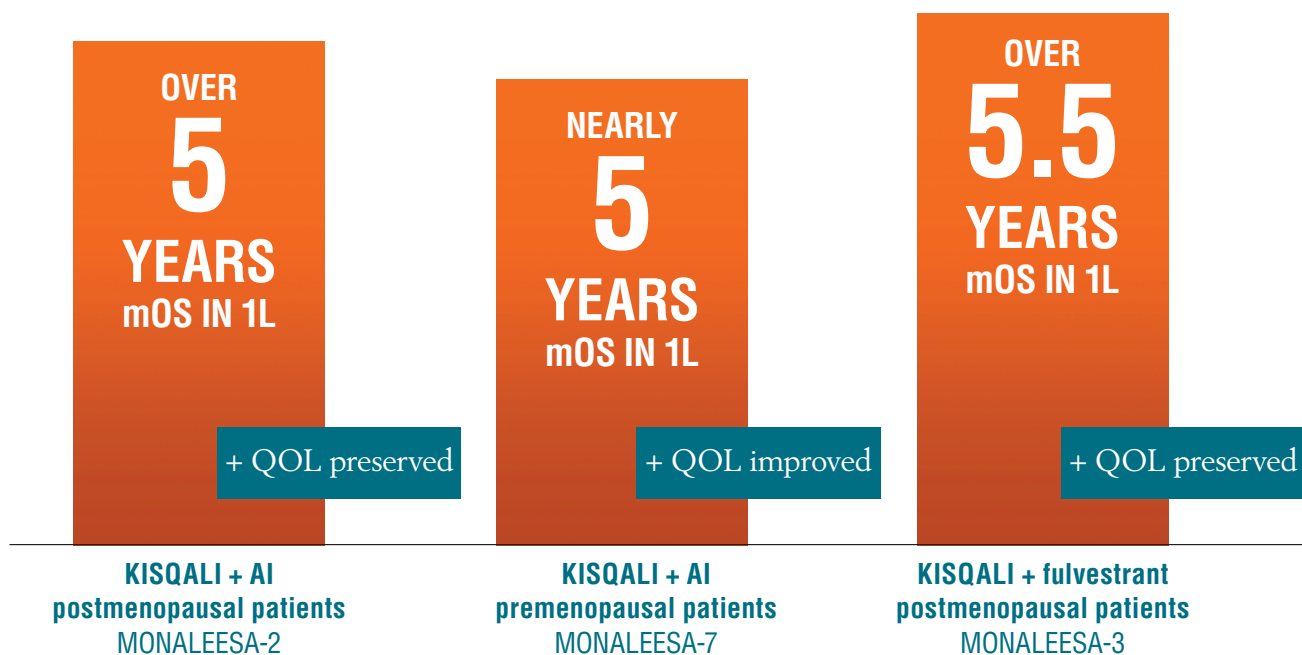 OVER
5
YEARS
mOS IN 1L
+ QOL preserved
KISQALI + AI
postmenopausal patients
MONALEESA-2
NEARLY
5
YEARS
mOS IN 1L
+ QOL improved
KISQALI + AI
premenopausal patients
MONALEESA-7
OVER
5.5
YEARS
mOS IN 1L
+ QOL preserved
KISQALI + fulvestrant
postmenopausal patients
MONALEESA-3